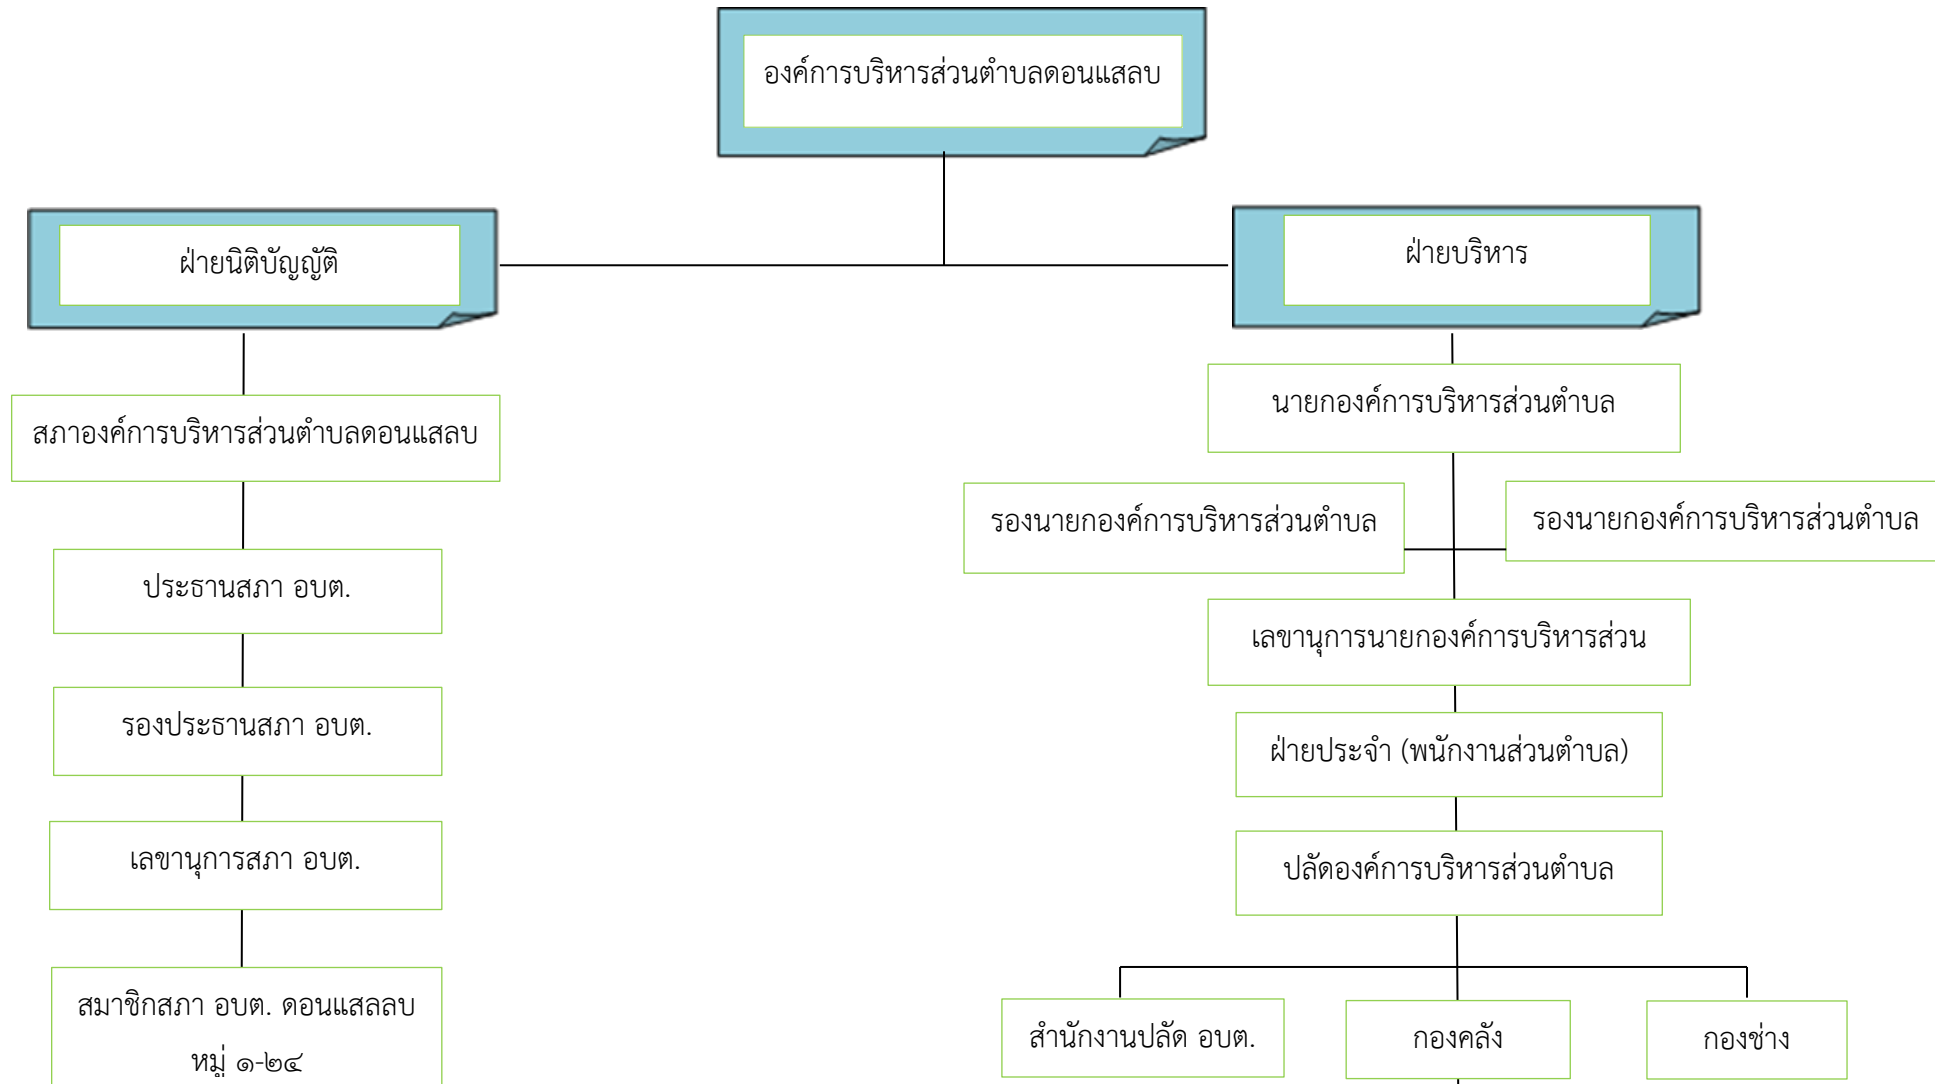 องค์การบริหารส่วนตำบลดอนแสลบ
ฝ่ายนิติบัญญัติ
ฝ่ายบริหาร
สภาองค์การบริหารส่วนตำบลดอนแสลบ
ประธานสภา อบต.
รองประธานสภา อบต.
เลขานุการสภา อบต.
สมาชิกสภา อบต. ดอนแสลลบ
หมู่ ๑-๒๔
นายกองค์การบริหารส่วนตำบล
รองนายกองค์การบริหารส่วนตำบล
รองนายกองค์การบริหารส่วนตำบล
เลขานุการนายกองค์การบริหารส่วน
ฝ่ายประจำ (พนักงานส่วนตำบล)
ปลัดองค์การบริหารส่วนตำบล
สำนักงานปลัด อบต.
กองคลัง
กองช่าง